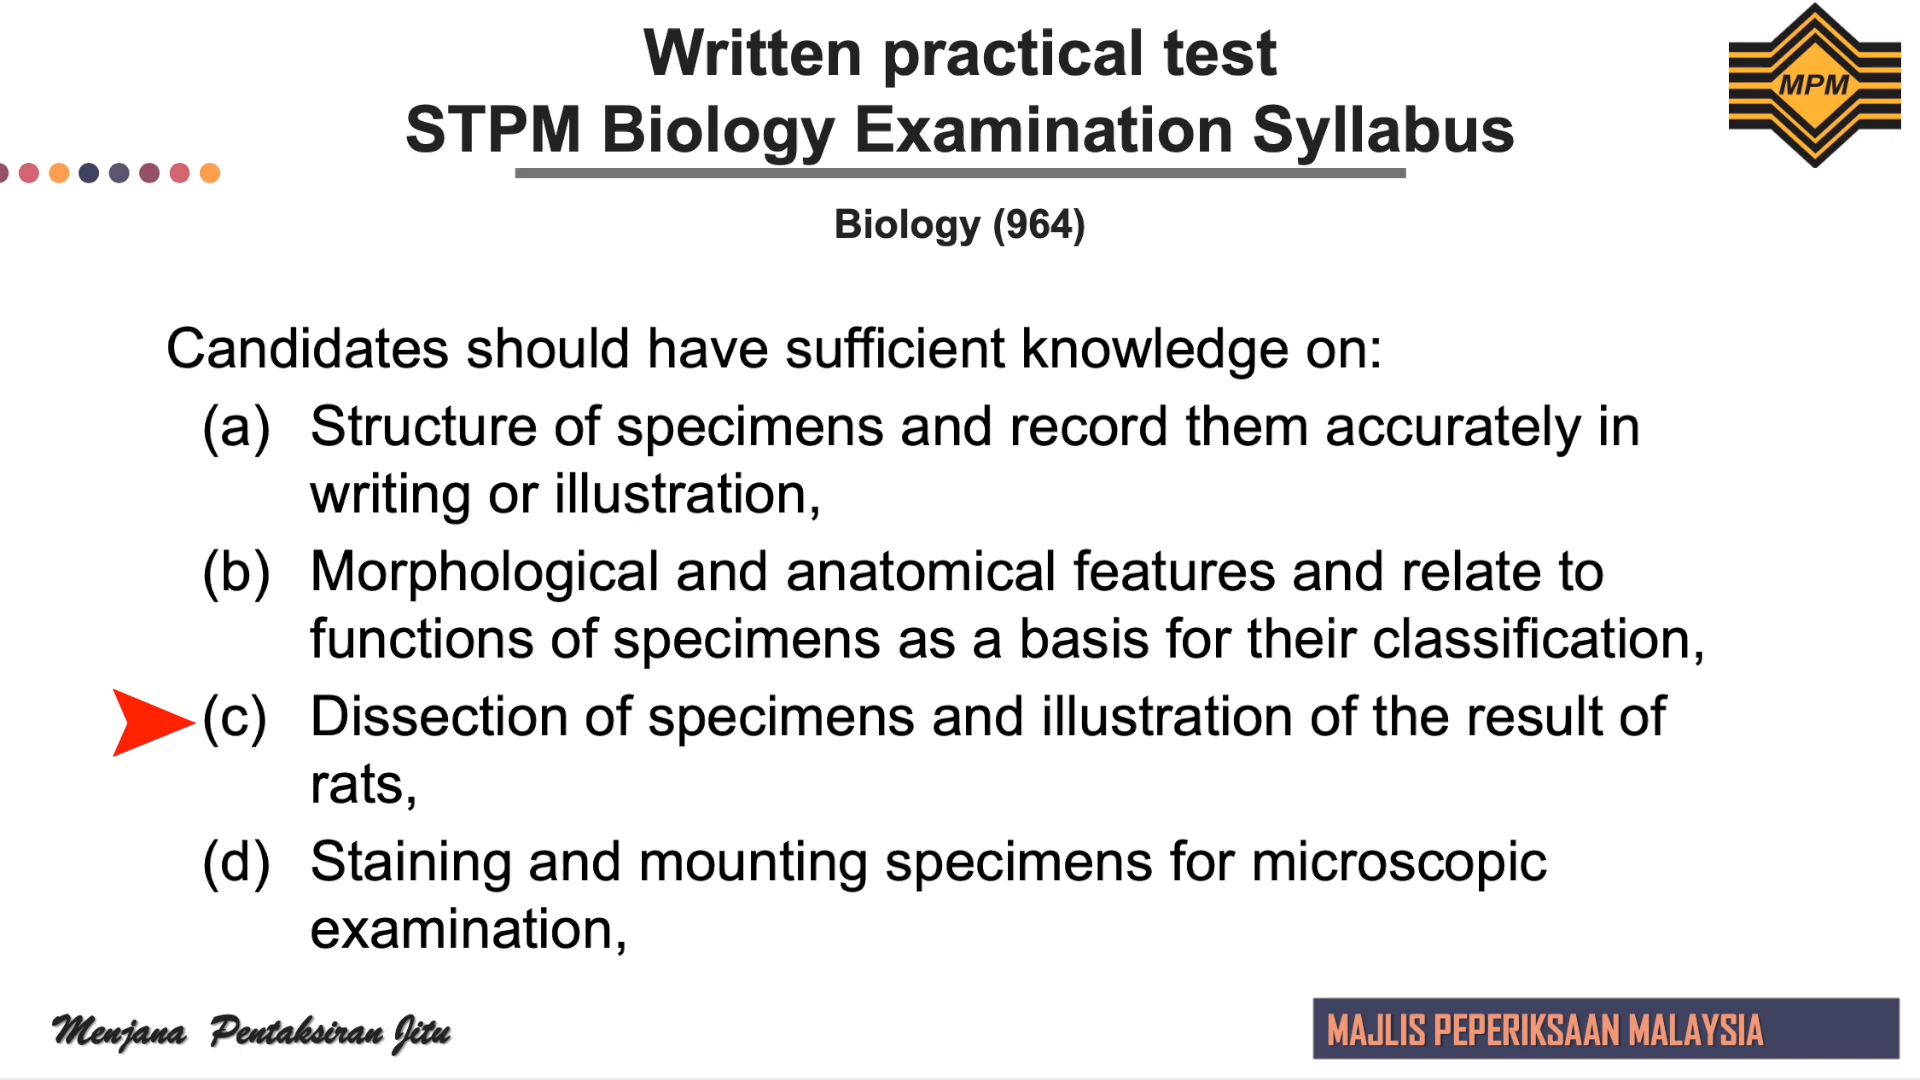 Written practical test
STPM Biology Examination Syllabus
MPM
Biology (964)
Candidates should have sufficient knowledge on:
(a) Structure of specimens and record them accurately in
writing or illustration,
(b) Morphological and anatomical features and relate to
functions of specimens as a basis for their classification,
(c) Dissection of specimens and illustration of the result of
rats,
(d) Staining and mounting specimens for microscopic
examination,
Menjana Pentaksiran Jitu
MAJLIS PEPERIKSAAN MALAYSIA